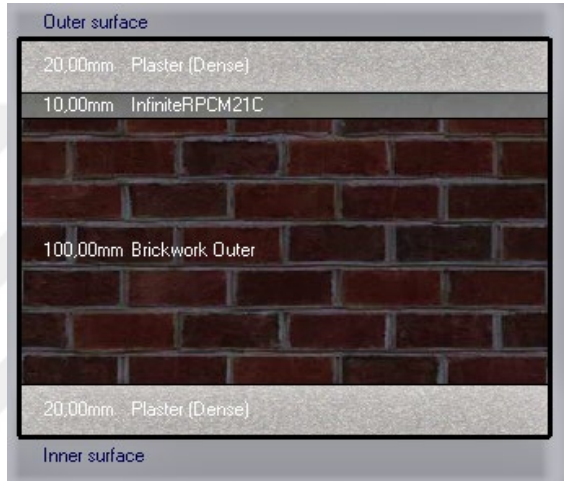 Outer surface
20,00mm Plaster (Dense)
10,00mm InfiniteRPCM21C
100,00mm Brickwork Outer
20,00mm Plaster (Dense)
Inner surface